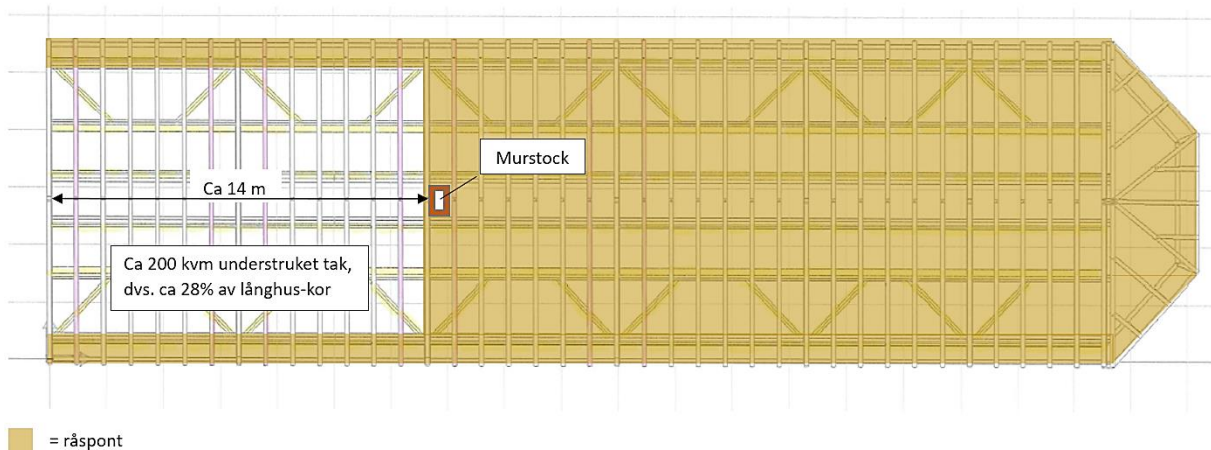 Murstock
Ca 14 m
Ca 200 kvm understruket tak,
dvs. ca 28% av långhus-kor
= råspont